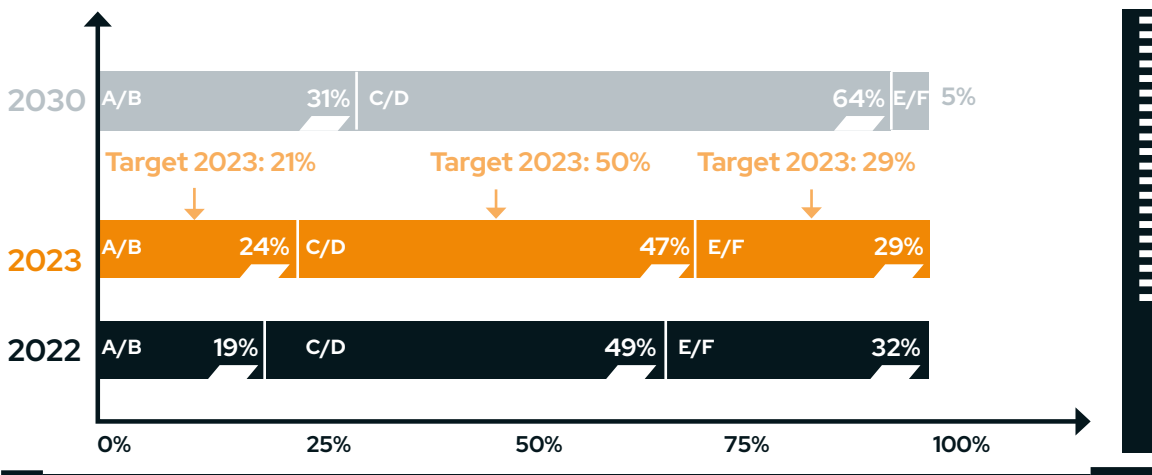 2030 A/B 31% C/D 64% E/F 5%
Target 2023: 21% Target 2023: 50% Target 2023: 29%
2023 A/B 24% C/D 47% E/F 29%
2022 A/B 19% C/D 49% E/F 32%
0% 25% 50% 75% 100%